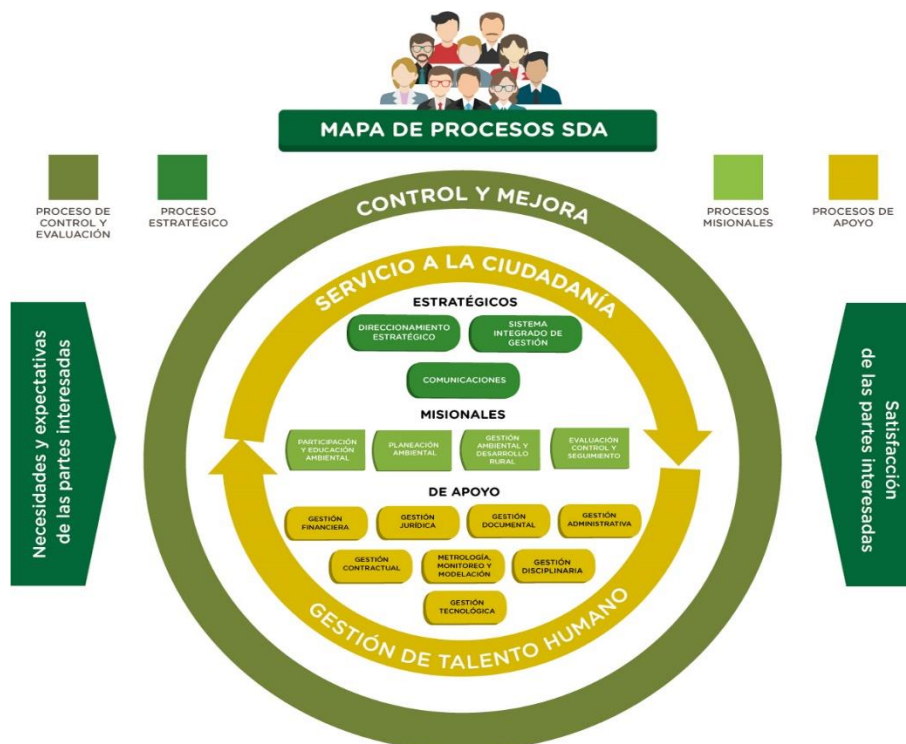 MAPA DE PROCESOS SDA
PROCESO DE
CONTROL Y
EVALUACIÓN
PROCESO
ESTRATÉGICO
PROCESOS
MISIONALES
PROCESOS DE
APOYO
CONTROL Y MEJORA
SERVICIO A LA CIUDADANÍA
Necesidades y expectativas
de las partes interesadas
ESTRATÉGICOS
DIRECCIONAMIENTO
ESTRATÉGICO
SISTEMA
INTEGRADO DE
GESTIÓN
COMUNICACIONES
MISIONALES
PARTICIPACIÓN
Y EDUCACIÓN
AMBIENTAL
PLANEACIÓN
AMBIENTAL
GESTIÓN
AMBIENTAL Y
DESARROLLO
RURAL
EVALUACIÓN
CONTROL Y
SEGUIMIENTO
DE APOYO
GESTIÓN
FINANCIERA
GESTIÓN
JURÍDICA
GESTIÓN
DOCUMENTAL
GESTIÓN
ADMINISTRATIVA
GESTIÓN
CONTRACTUAL
METROLOGÍA,
MONITOREO Y
MODELACIÓN
GESTIÓN
DISCIPLINARIA
GESTIÓN
TECNOLÓGICA
GESTIÓN DE TALENTO HUMANO
Satisfacción
de las partes interesadas